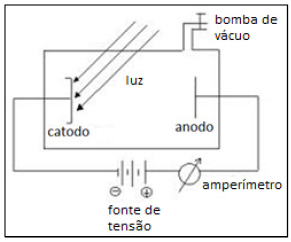 bomba de
vácuo
luz
catodo
anodo
amperímetro
⊖ ⊕
fonte de
tensão